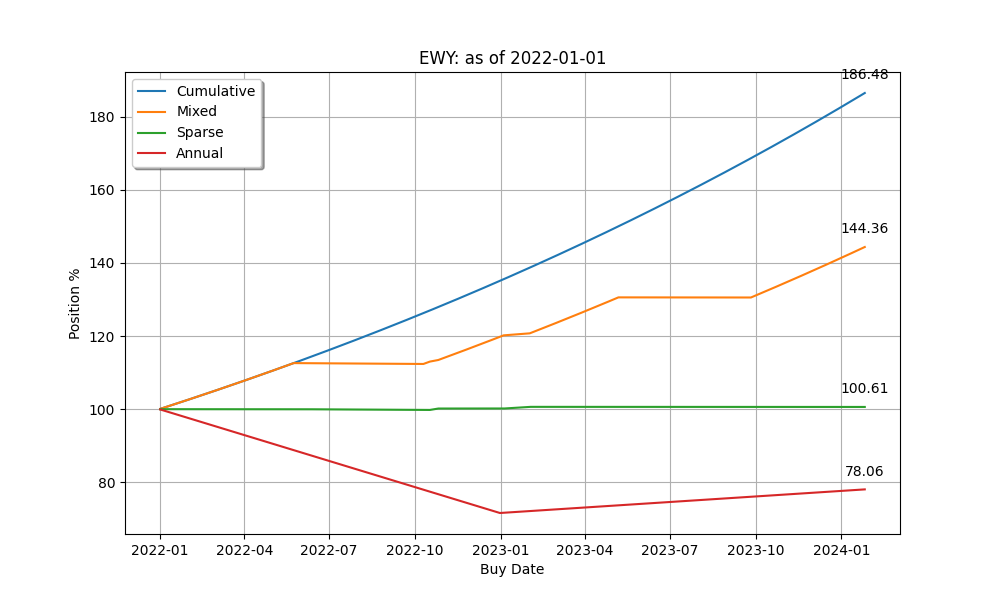 EWY: as of 2022-01-01
186.48
Cumulative
Mixed
Sparse
Annual
180
160
144.36
140
Position %
120
100.61
100
78.06
80
2022-01 2022-04 2022-07 2022-10 2023-01 2023-04 2023-07 2023-10 2024-01
Buy Date